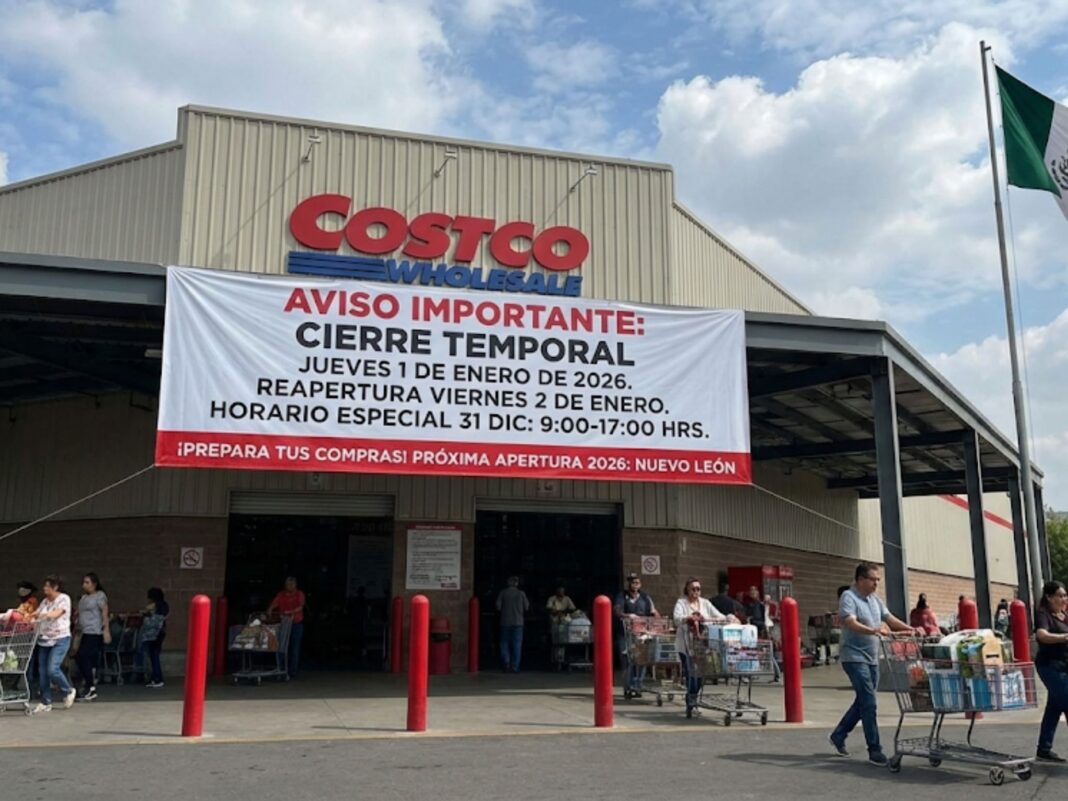 COSTCO
WHOLESALE
AVISO IMPORTANTE:
CIERRE TEMPORAL
JUEVES 1 DE ENERO DE 2026.
REAPERTURA VIERNES 2 DE ENERO.
HORARIO ESPECIAL 31 DIC: 9:00-17:00 HRS.
¡PREPARA TUS COMPRAS! PRÓXIMA APERTURA 2026: NUEVO LEÓN